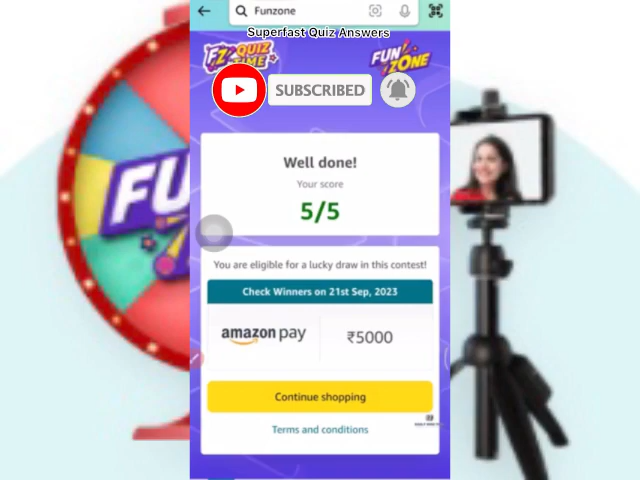 Funzone
Superfast Quiz Answers
FZ QUIZ
TIME
FUN
ZONE
SUBSCRIBED
Well done!
Your score
5/5
FU
You are eligible for a lucky draw in this contest!
Check Winners on 21st Sep, 2023
amazon pay
₹5000
Continue shopping
Terms and conditions